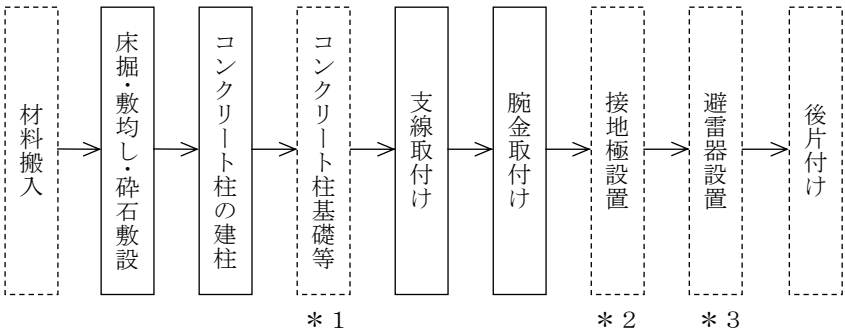 材料搬入
床掘・敷均し・砕石敷設
コンクリート柱の建柱
コンクリート柱基礎等
支線取付け
腕金取付け
接地極設置
避雷器設置
後片付け
＊1
＊2
＊3